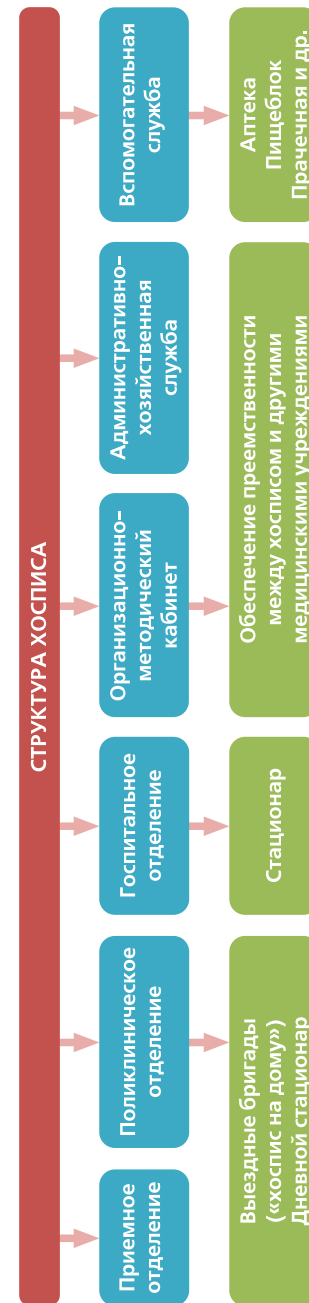 СТРУКТУРА ХОСПИСА
Приемное
отделение
Поликлиническое
отделение
Госпитальное
отделение
Организационно–
методический
кабинет
Административно–
хозяйственная
служба
Вспомогательная
служба
Выездные бригады
(«хоспис на дому»)
Дневной стационар
Стационар
Обеспечение преемственности
между хосписом и другими
медицинскими учреждениями
Аптека
Пищеблок
Прачечная и др.